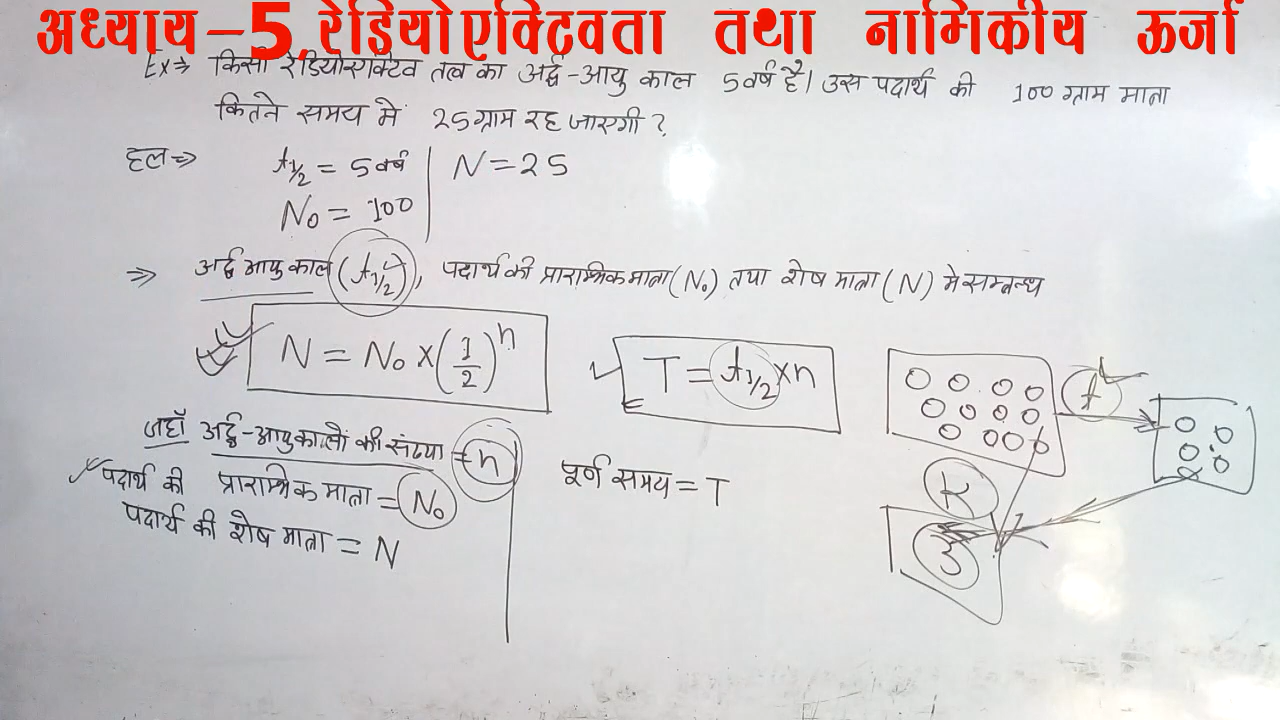 अध्याय-5. रेडियोएक्टिवता तथा नामिकीय ऊर्जा
Ex⇒ किसी रेडियोएक्टिव तत्व का अर्द्ध-आयु काल 5 वर्ष है। उस पदार्थ की 100 ग्राम मात्रा
कितने समय मे 25 ग्राम रह जाएगी ?
हल⇒ t1/2 = 5 वर्ष N = 25
N₀ = 100
⇒ अर्द्ध आयु काल (t1/2), पदार्थ की प्रारम्भिक मात्रा (N₀) तथा शेष मात्रा (N) मे सम्बन्ध
N = N₀ × (1/2)ⁿ T = t1/2 × n
जहाँ अर्द्ध-आयुकालों की संख्या = n
पदार्थ की प्रारम्भिक मात्रा = N₀ पूर्ण समय = T
पदार्थ की शेष मात्रा = N